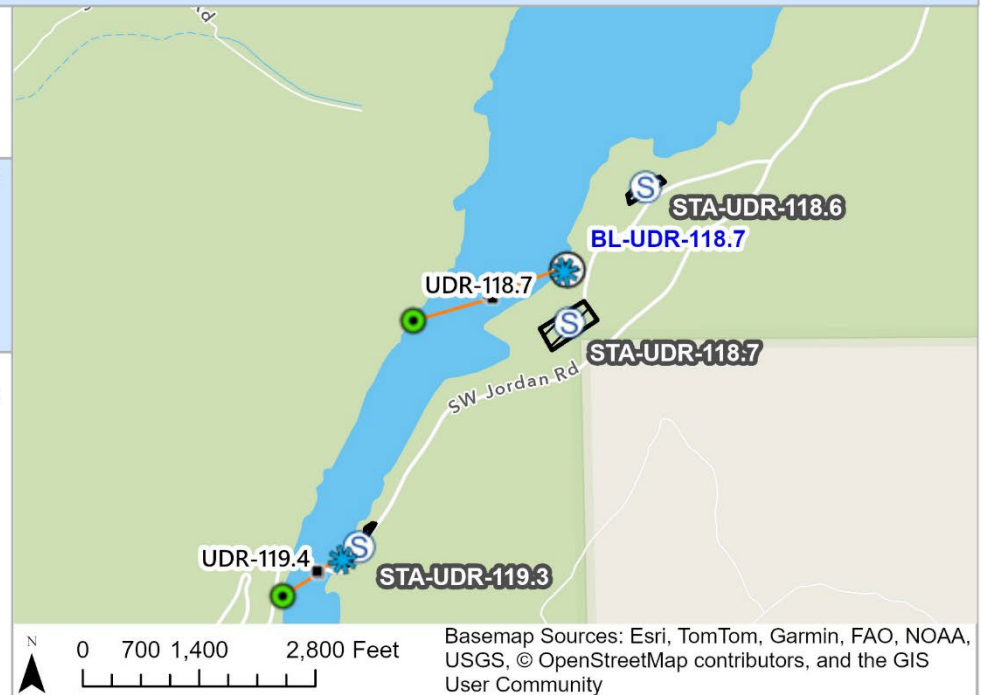 Rd
S
STA-UDR-118.6
BL-UDR-118.7
UDR-118.7
S
STA-UDR-118.7
SW Jordan Rd
UDR-119.4
S
STA-UDR-119.3
N
0 700 1,400 2,800 Feet
Basemap Sources: Esri, TomTom, Garmin, FAO, NOAA,
USGS, © OpenStreetMap contributors, and the GIS
User Community